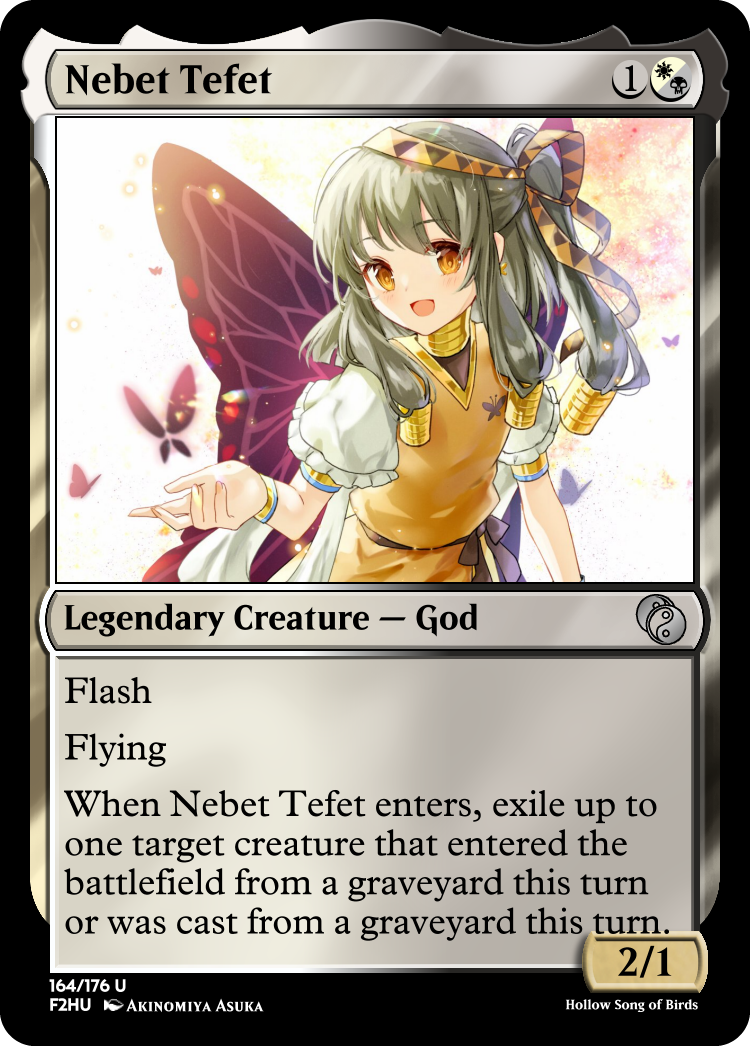 Nebet Tefet 1
Legendary Creature — God
Flash
Flying
When Nebet Tefet enters, exile up to
one target creature that entered the
battlefield from a graveyard this turn
or was cast from a graveyard this turn.
2/1
164/176 U
F2HU Akinomiya Asuka
Hollow Song of Birds